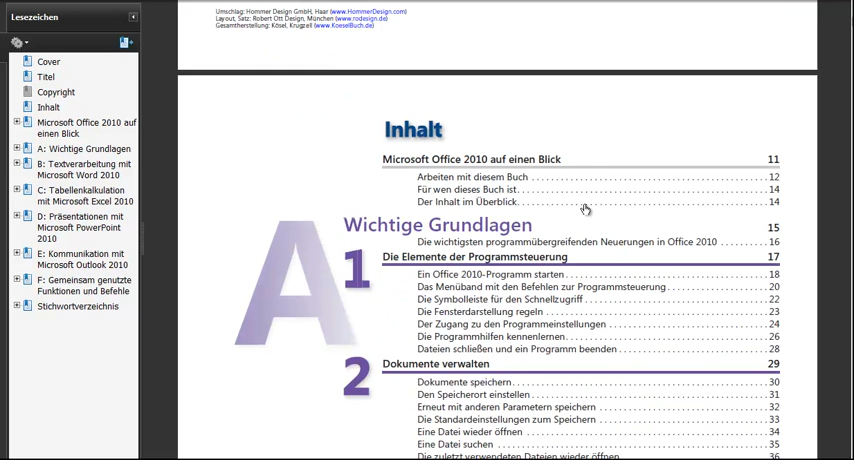 Lesezeichen
Cover
Titel
Copyright
Inhalt
Microsoft Office 2010 auf
einen Blick
A: Wichtige Grundlagen
B: Textverarbeitung mit
Microsoft Word 2010
C: Tabellenkalkulation
mit Microsoft Excel 2010
D: Präsentationen mit
Microsoft PowerPoint
2010
E: Kommunikation mit
Microsoft Outlook 2010
F: Gemeinsam genutzte
Funktionen und Befehle
Stichwortverzeichnis
Umschlag: Hommer Design GmbH, Haar (www.HommerDesign.com)
Layout, Satz: Robert Ott Design, München (www.rodesign.de)
Gesamtherstellung: Kösel, Krugzell (www.KoeselBuch.de)
Inhalt
Microsoft Office 2010 auf einen Blick 11
Arbeiten mit diesem Buch 12
Für wen dieses Buch ist 14
Der Inhalt im Überblick 14
A
Wichtige Grundlagen 15
Die wichtigsten programmübergreifenden Neuerungen in Office 2010 16
1 Die Elemente der Programmsteuerung 17
Ein Office 2010-Programm starten 18
Das Menüband mit den Befehlen zur Programmsteuerung 20
Die Symbolleiste für den Schnellzugriff 22
Die Fensterdarstellung regeln 23
Der Zugang zu den Programmeinstellungen 24
Die Programmhilfen kennenlernen 26
Dateien schließen und ein Programm beenden 28
2 Dokumente verwalten 29
Dokumente speichern 30
Den Speicherort einstellen 31
Erneut mit anderen Parametern speichern 32
Die Standardeinstellungen zum Speichern 33
Eine Datei wieder öffnen 34
Eine Datei suchen 35
Die zuletzt verwendeten Dateien wieder öffnen 36